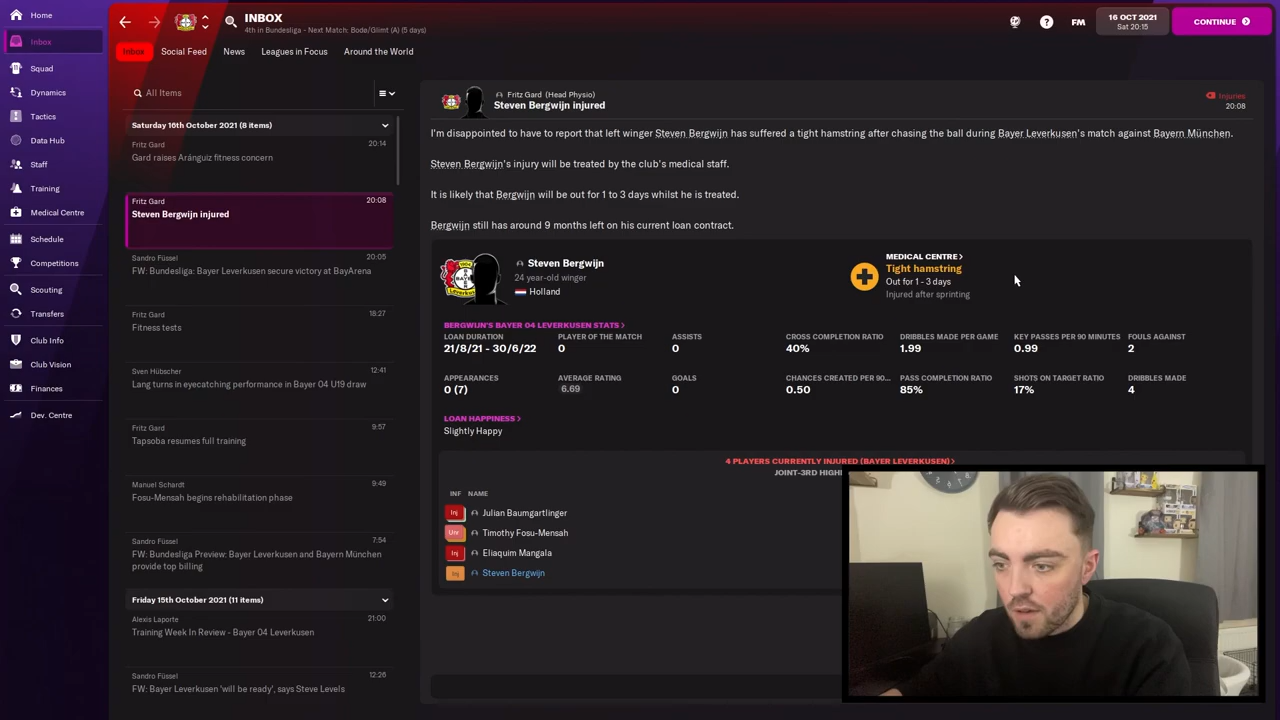 Home
INBOX
4th in Bundesliga - Next Match: Bodø/Glimt (A) (5 days)
FM
16 OCT 2021
Sat 20:15
CONTINUE
Inbox
Squad
Dynamics
Tactics
Data Hub
Staff
Training
Medical Centre
Schedule
Competitions
Scouting
Transfers
Club Info
Club Vision
Finances
Dev. Centre
Inbox
Social Feed
News
Leagues in Focus
Around the World
All Items
Saturday 16th October 2021 (8 items)
Fritz Gard
20:14
Gard raises Aránguiz fitness concern
Fritz Gard
20:08
Steven Bergwijn injured
Sandro Füssel
20:05
FW: Bundesliga: Bayer Leverkusen secure victory at BayArena
Fritz Gard
18:27
Fitness tests
Sven Hübscher
12:41
Lang turns in eyecatching performance in Bayer 04 U19 draw
Fritz Gard
9:57
Tapsoba resumes full training
Manuel Schardt
9:49
Fosu-Mensah begins rehabilitation phase
Sandro Füssel
7:54
FW: Bundesliga Preview: Bayer Leverkusen and Bayern München
provide top billing
Friday 15th October 2021 (11 items)
Alexis Laporte
21:00
Training Week In Review - Bayer 04 Leverkusen
Sandro Füssel
12:26
FW: Bayer Leverkusen 'will be ready', says Steve Levels
Fritz Gard (Head Physio)
Steven Bergwijn injured
Injuries
20:08
I'm disappointed to have to report that left winger Steven Bergwijn has suffered a tight hamstring after chasing the ball during Bayer Leverkusen's match against Bayern München.
Steven Bergwijn's injury will be treated by the club's medical staff.
It is likely that Bergwijn will be out for 1 to 3 days whilst he is treated.
Bergwijn still has around 9 months left on his current loan contract.
Steven Bergwijn
24 year-old winger
Holland
MEDICAL CENTRE >
Tight hamstring
Out for 1 - 3 days
Injured after sprinting
BERGWIJN'S BAYER 04 LEVERKUSEN STATS >
LOAN DURATION PLAYER OF THE MATCH ASSISTS CROSS COMPLETION RATIO DRIBBLES MADE PER GAME KEY PASSES PER 90 MINUTES FOULS AGAINST
21/8/21 - 30/6/22 0 0 40% 1.99 0.99 2
APPEARANCES AVERAGE RATING GOALS CHANCES CREATED PER 90... PASS COMPLETION RATIO SHOTS ON TARGET RATIO DRIBBLES MADE
0 (7) 6.69 0 0.50 85% 17% 4
LOAN HAPPINESS >
Slightly Happy
4 PLAYERS CURRENTLY INJURED (BAYER LEVERKUSEN) >
JOINT-3RD HIGH
INF NAME
Inj Julian Baumgartlinger
Unv Timothy Fosu-Mensah
Inj Eliaquim Mangala
Inj Steven Bergwijn